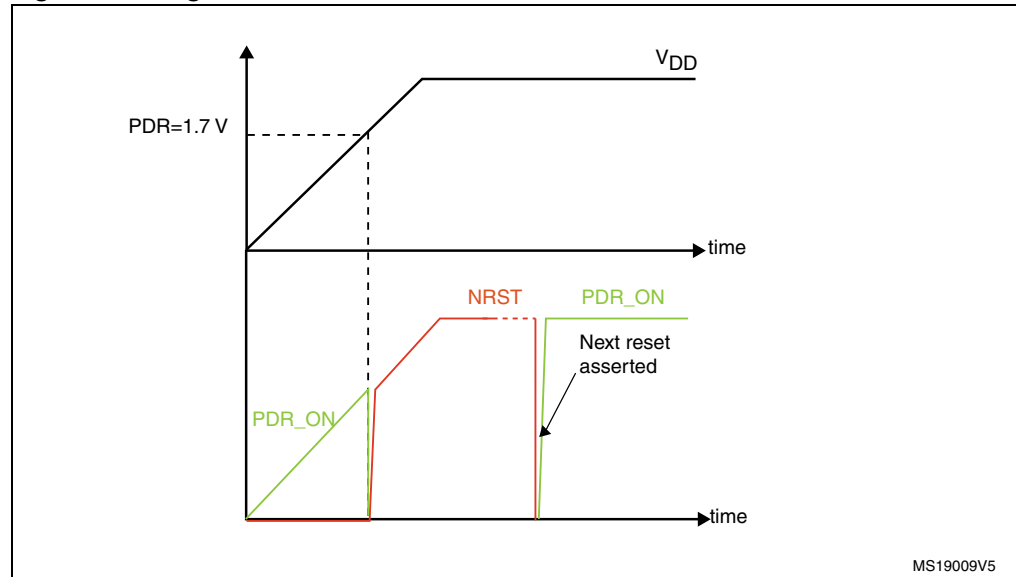 VDD
PDR=1.7 V
time
NRST
PDR_ON
Next reset
asserted
PDR_ON
time
MS19009V5